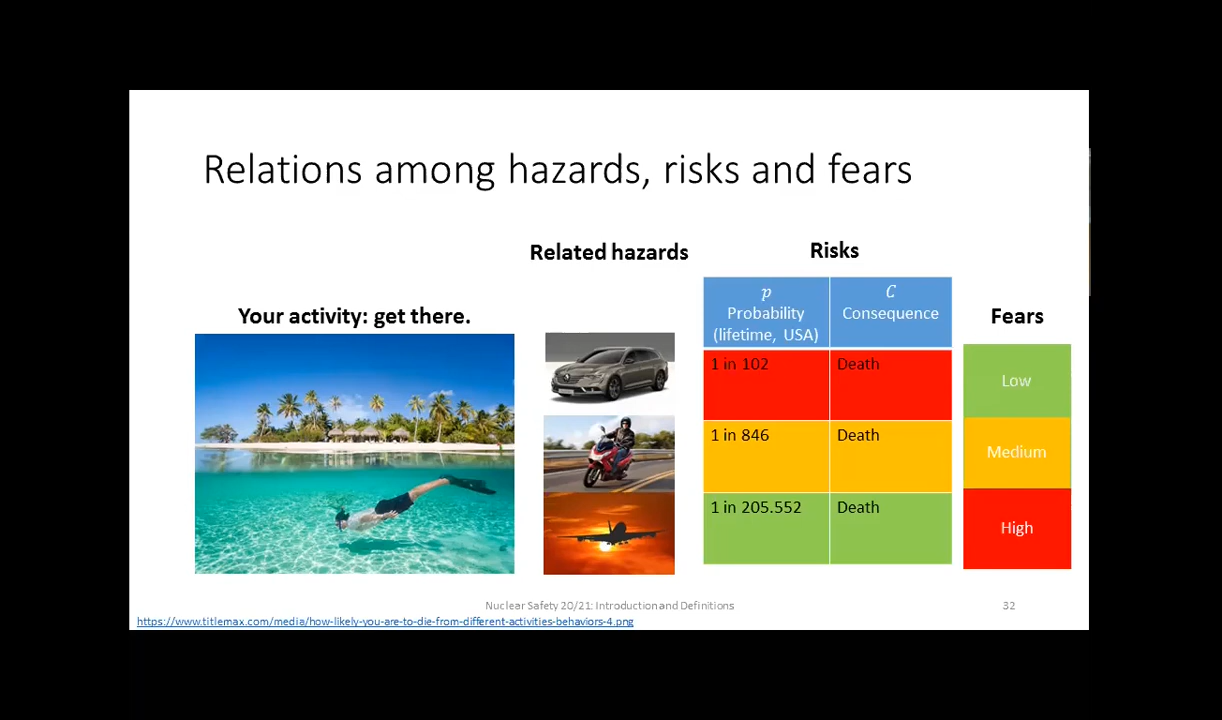 Relations among hazards, risks and fears
Related hazards
Risks
Your activity: get there.
p
Probability
(lifetime, USA)
C
Consequence
Fears
1 in 102
Death
Low
1 in 846
Death
Medium
1 in 205.552
Death
High
Nuclear Safety 20/21: Introduction and Definitions
32
https://www.titlemax.com/media/how-likely-you-are-to-die-from-different-activities-behaviors-4.png